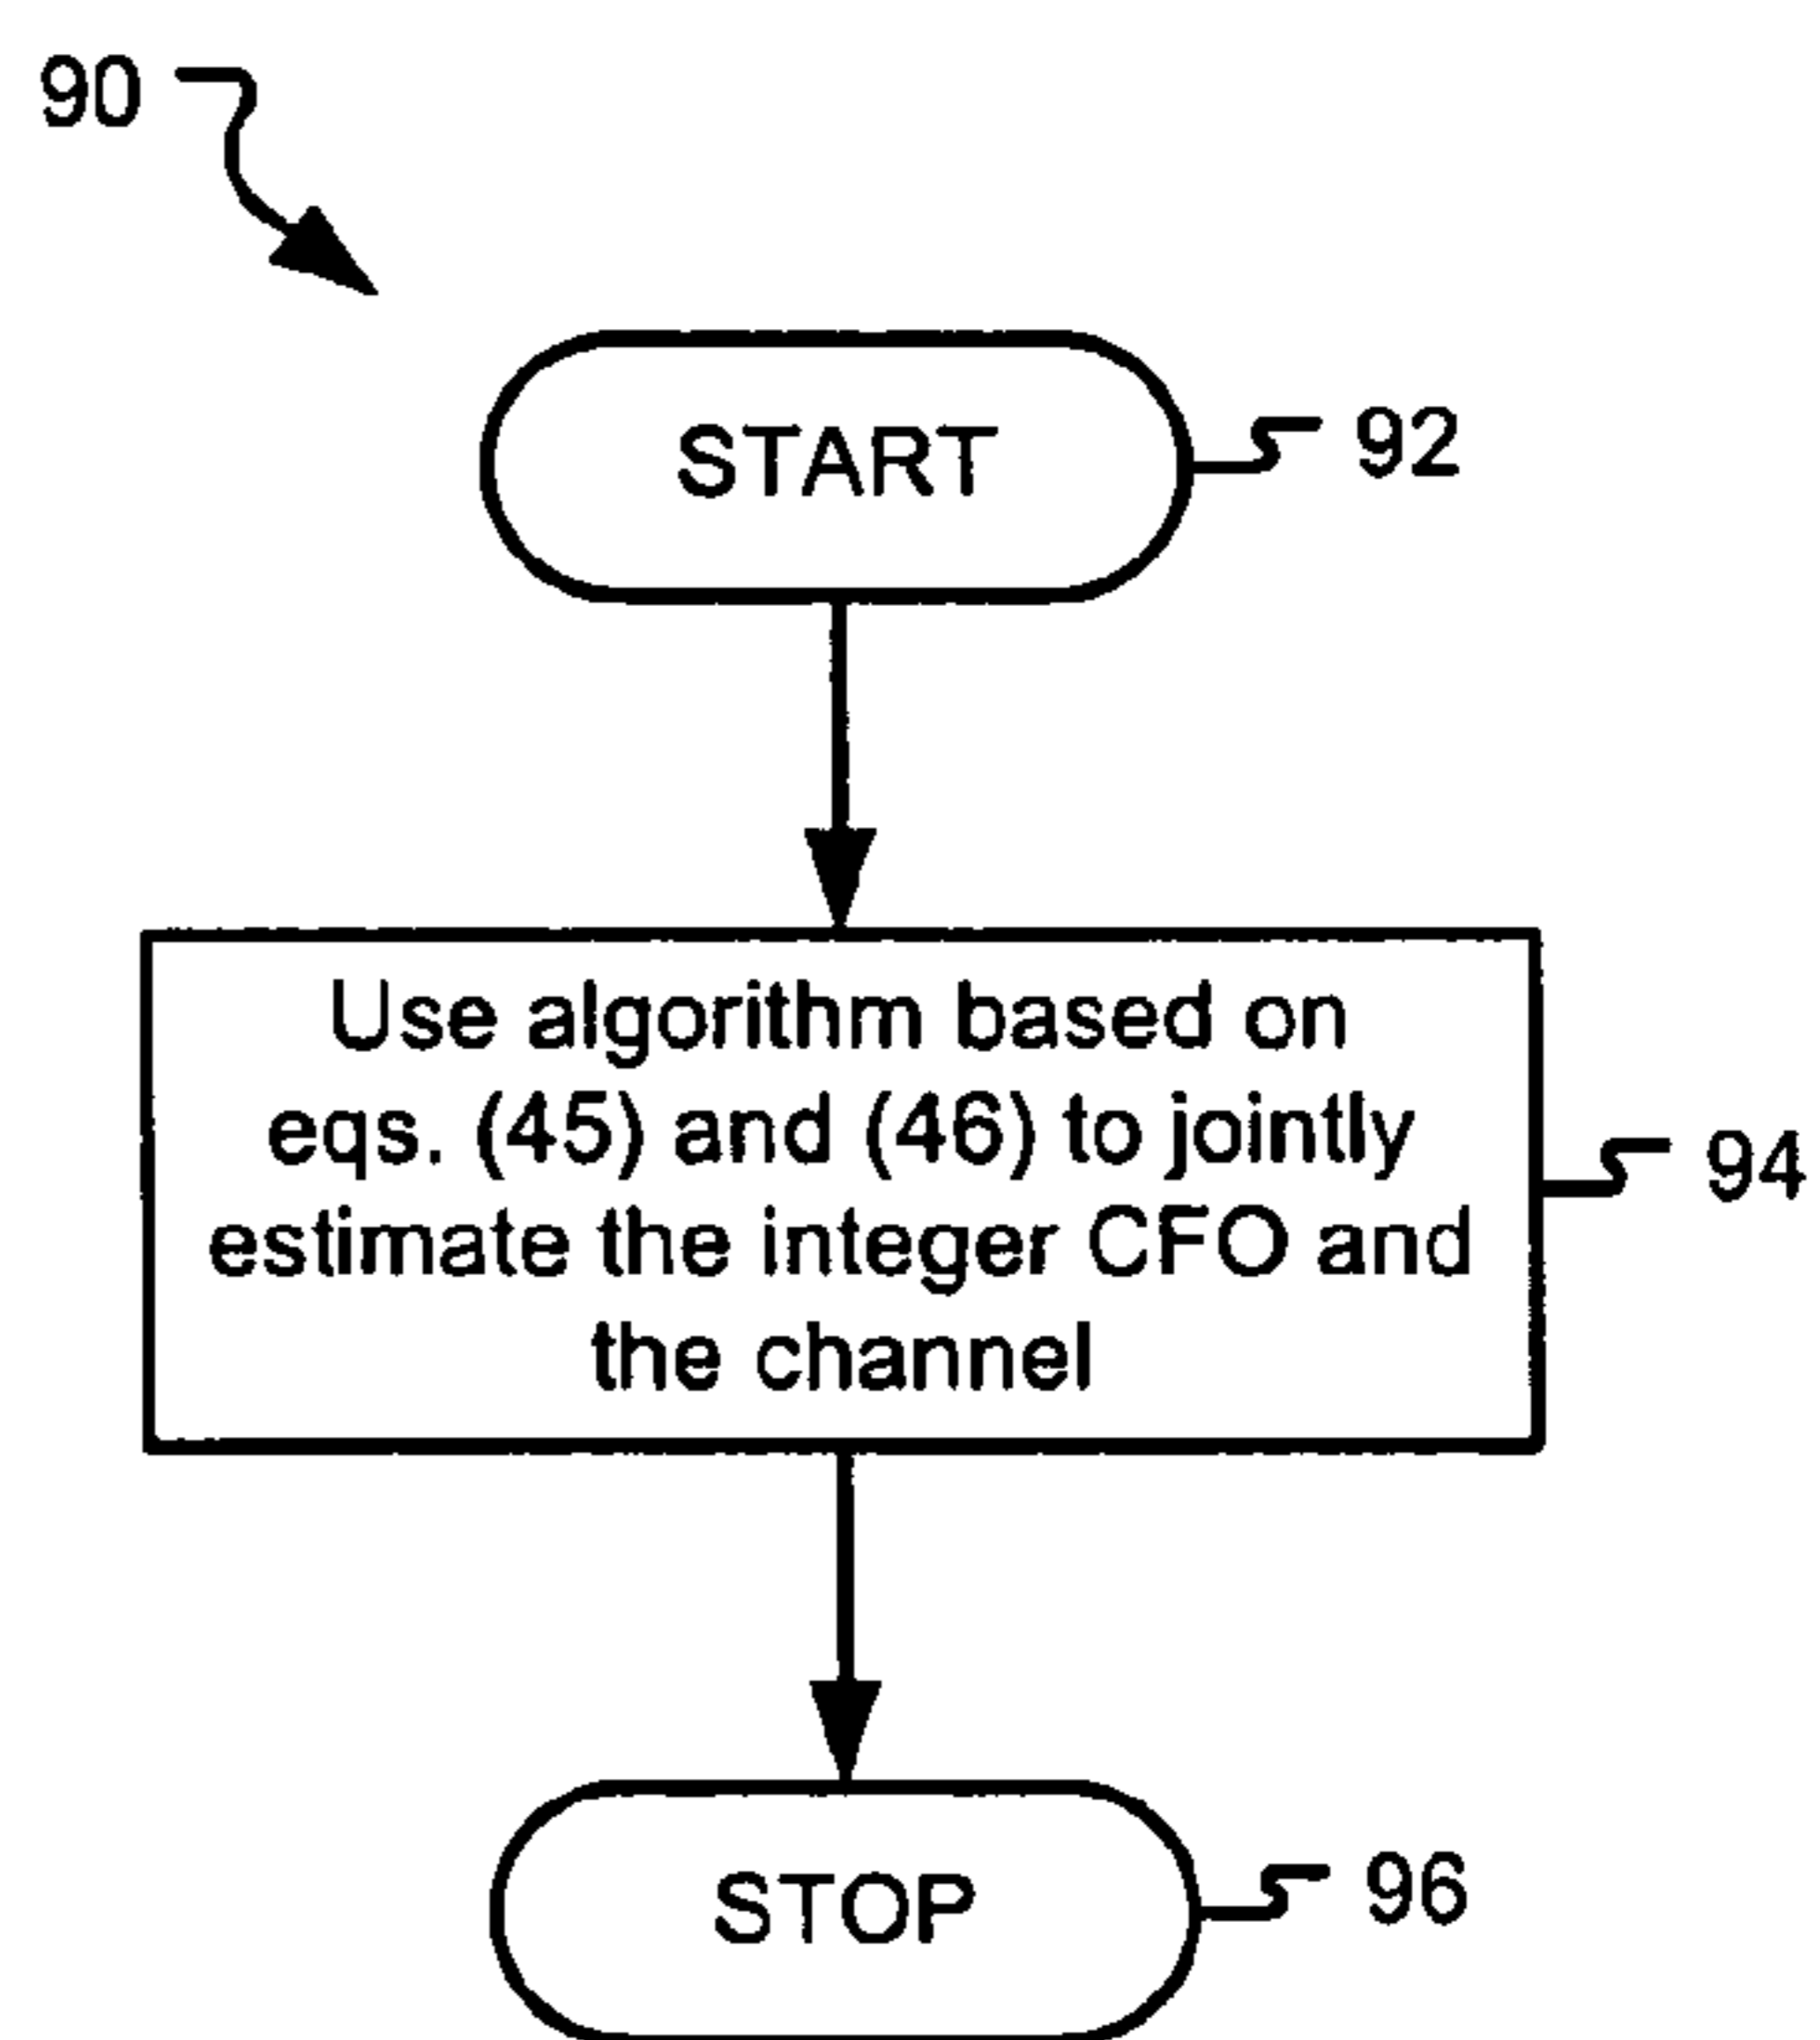 90
START
92
Use algorithm based on
eqs. (45) and (46) to jointly
estimate the integer CFO and
the channel
94
STOP
96